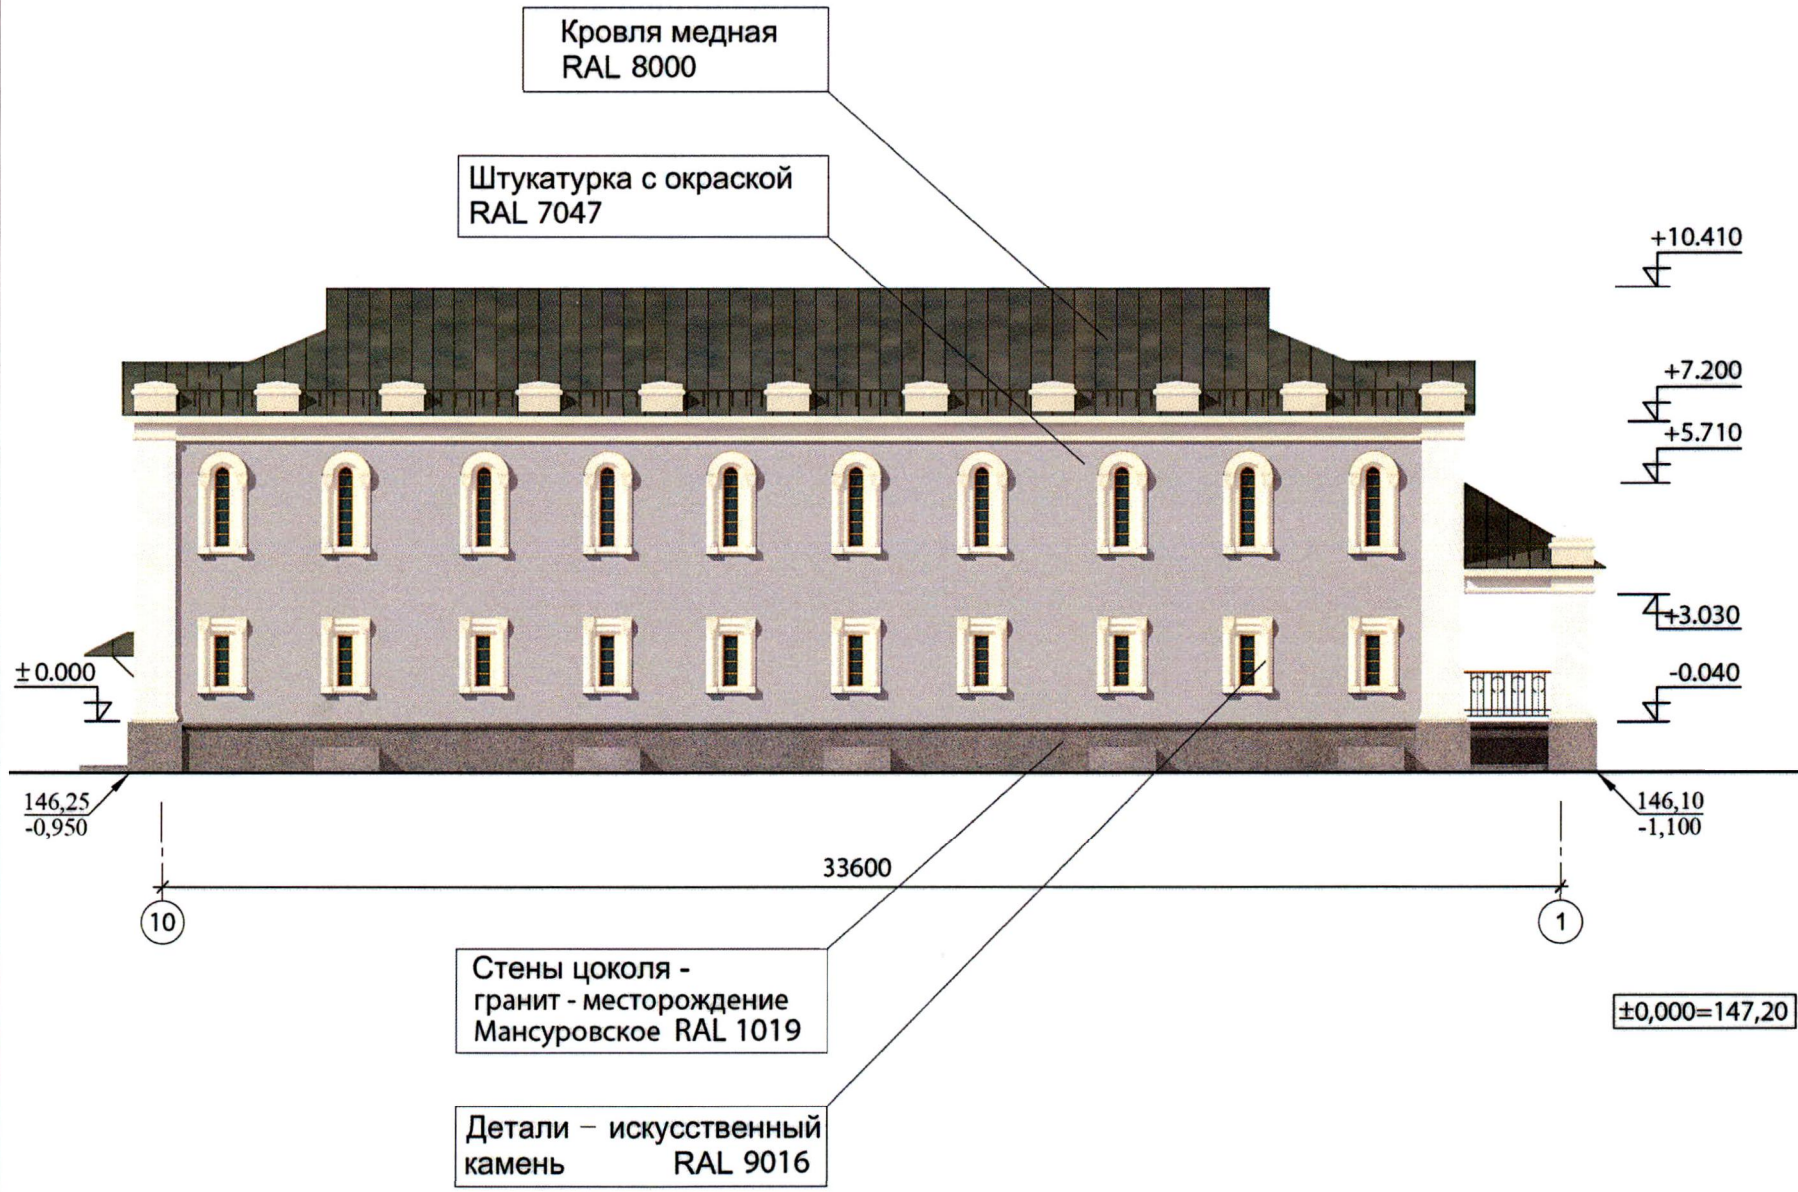 Кровля медная
RAL 8000
Штукатурка с окраской
RAL 7047
+10.410
+7.200
+5.710
+3.030
± 0.000
-0.040
146,25
-0,950
146,10
-1,100
33600
10
1
Стены цоколя -
гранит - месторождение
Мансуровское RAL 1019
±0,000=147,20
Детали – искусственный
камень RAL 9016